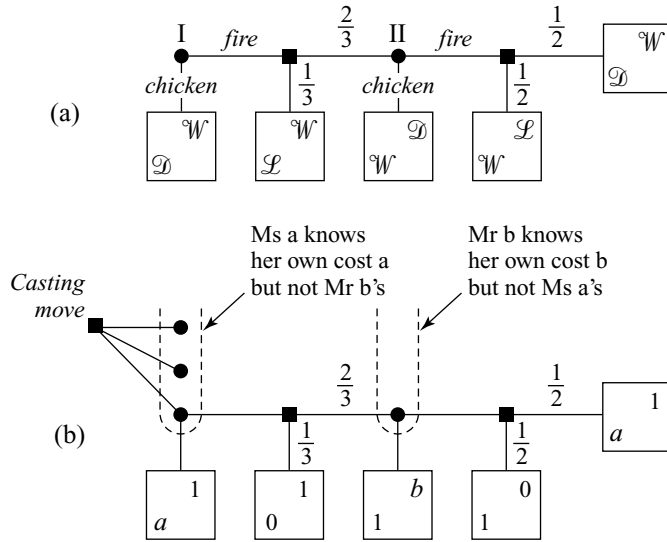 I fire 2/3 II fire 1/2
𝒲
𝒟
chicken 1/3 chicken 1/2
(a)
𝒲 𝒲 𝒟 ℒ
𝒟 ℒ 𝒲 𝒲
Ms a knows
her own cost a
but not Mr b's
Mr b knows
her own cost b
but not Ms a's
Casting
move
2/3 1/2
1
a
(b)
1/3 1/2
1 1 b 0
a 0 1 1